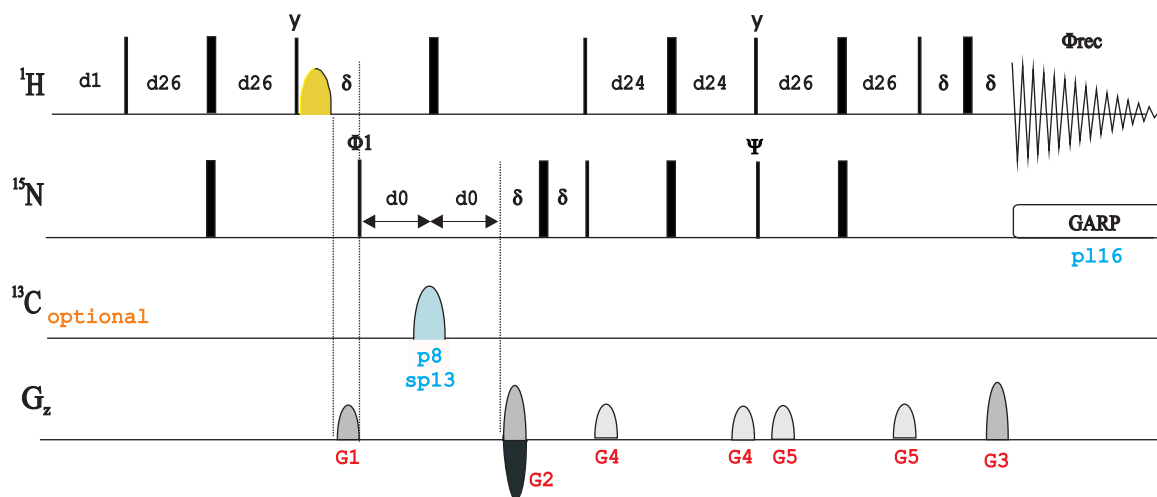 y y
Φrec
¹H d1 d26 d26 δ d24 d24 d26 d26 δ δ
Φ1 Ψ
¹⁵N d0 d0 δ δ GARP
pl16
¹³C
optional
p8
sp13
G_z
G1 G2 G4 G4 G5 G5 G3